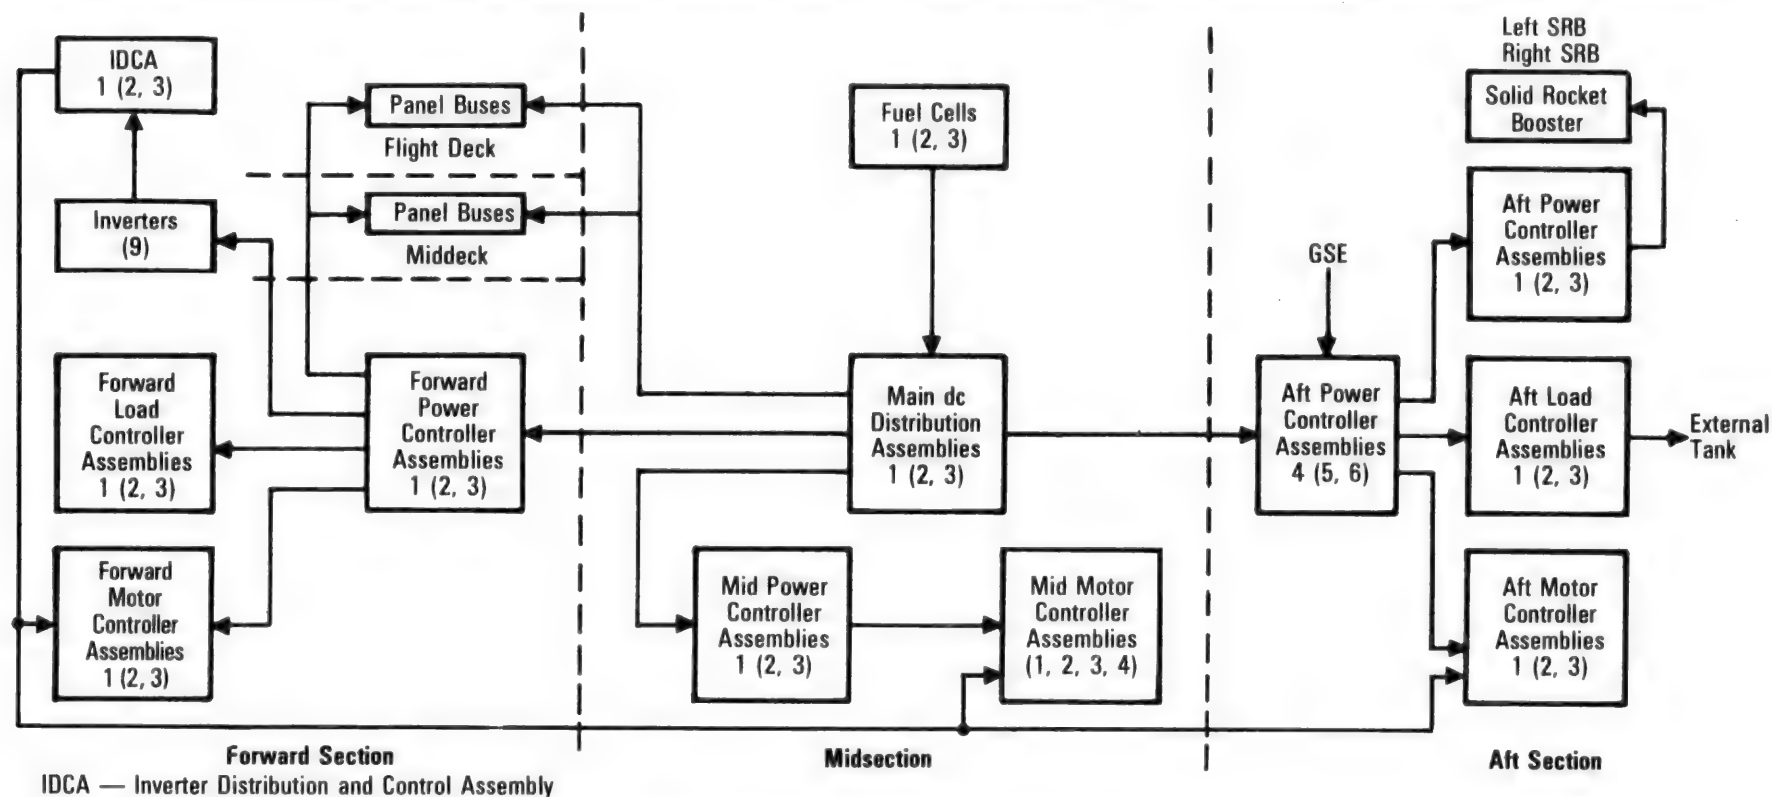 IDCA
1 (2, 3)
Inverters
(9)
Forward
Load
Controller
Assemblies
1 (2, 3)
Forward
Motor
Controller
Assemblies
1 (2, 3)
Panel Buses
Flight Deck
Panel Buses
Middeck
Forward
Power
Controller
Assemblies
1 (2, 3)
Fuel Cells
1 (2, 3)
Main dc
Distribution
Assemblies
1 (2, 3)
Mid Power
Controller
Assemblies
1 (2, 3)
Mid Motor
Controller
Assemblies
(1, 2, 3, 4)
GSE
Aft Power
Controller
Assemblies
4 (5, 6)
Left SRB
Right SRB
Solid Rocket
Booster
Aft Power
Controller
Assemblies
1 (2, 3)
Aft Load
Controller
Assemblies
1 (2, 3)
External
Tank
Aft Motor
Controller
Assemblies
1 (2, 3)
Forward Section
Midsection
Aft Section
IDCA — Inverter Distribution and Control Assembly